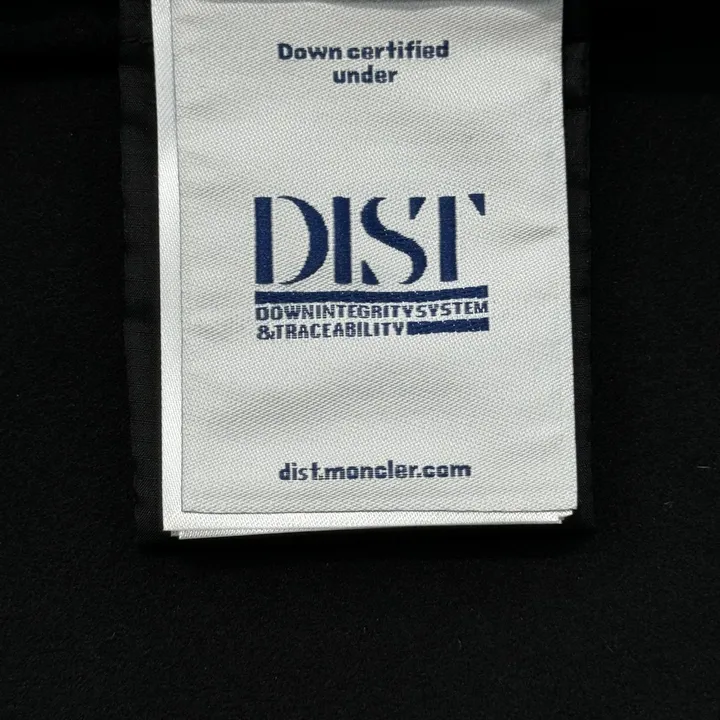 Down certified
under
DIST
DOWNINTEGRITYSYSTEM
&TRACEABILITY
dist.moncler.com